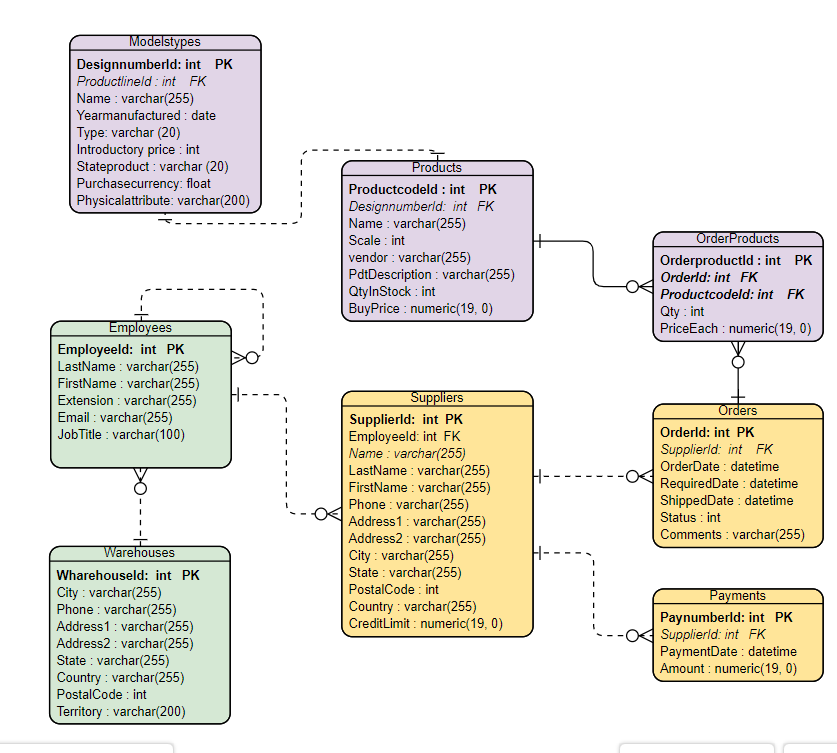 Modelstypes
DesignnumberId: int PK
ProductlineId : int FK
Name : varchar(255)
Yearmanufactured : date
Type: varchar (20)
Introductory price : int
Stateproduct : varchar (20)
Purchasecurrency: float
Physicalattribute: varchar(200)
Products
ProductcodeId : int PK
DesignnumberId: int FK
Name : varchar(255)
Scale : int
vendor : varchar(255)
PdtDescription : varchar(255)
QtyInStock : int
BuyPrice : numeric(19, 0)
OrderProducts
OrderproductId : int PK
OrderId: int FK
ProductcodeId: int FK
Qty : int
PriceEach : numeric(19, 0)
Employees
EmployeeId: int PK
LastName : varchar(255)
FirstName : varchar(255)
Extension : varchar(255)
Email : varchar(255)
JobTitle : varchar(100)
Suppliers
SupplierId: int PK
EmployeeId: int FK
Name : varchar(255)
LastName : varchar(255)
FirstName : varchar(255)
Phone : varchar(255)
Address1 : varchar(255)
Address2 : varchar(255)
City : varchar(255)
State : varchar(255)
PostalCode : int
Country : varchar(255)
CreditLimit : numeric(19, 0)
Orders
OrderId: int PK
SupplierId: int FK
OrderDate : datetime
RequiredDate : datetime
ShippedDate : datetime
Status : int
Comments : varchar(255)
Warehouses
WharehouseId: int PK
City : varchar(255)
Phone : varchar(255)
Address1 : varchar(255)
Address2 : varchar(255)
State : varchar(255)
Country : varchar(255)
PostalCode : int
Territory : varchar(200)
Payments
PaynumberId: int PK
SupplierId: int FK
PaymentDate : datetime
Amount : numeric(19, 0)